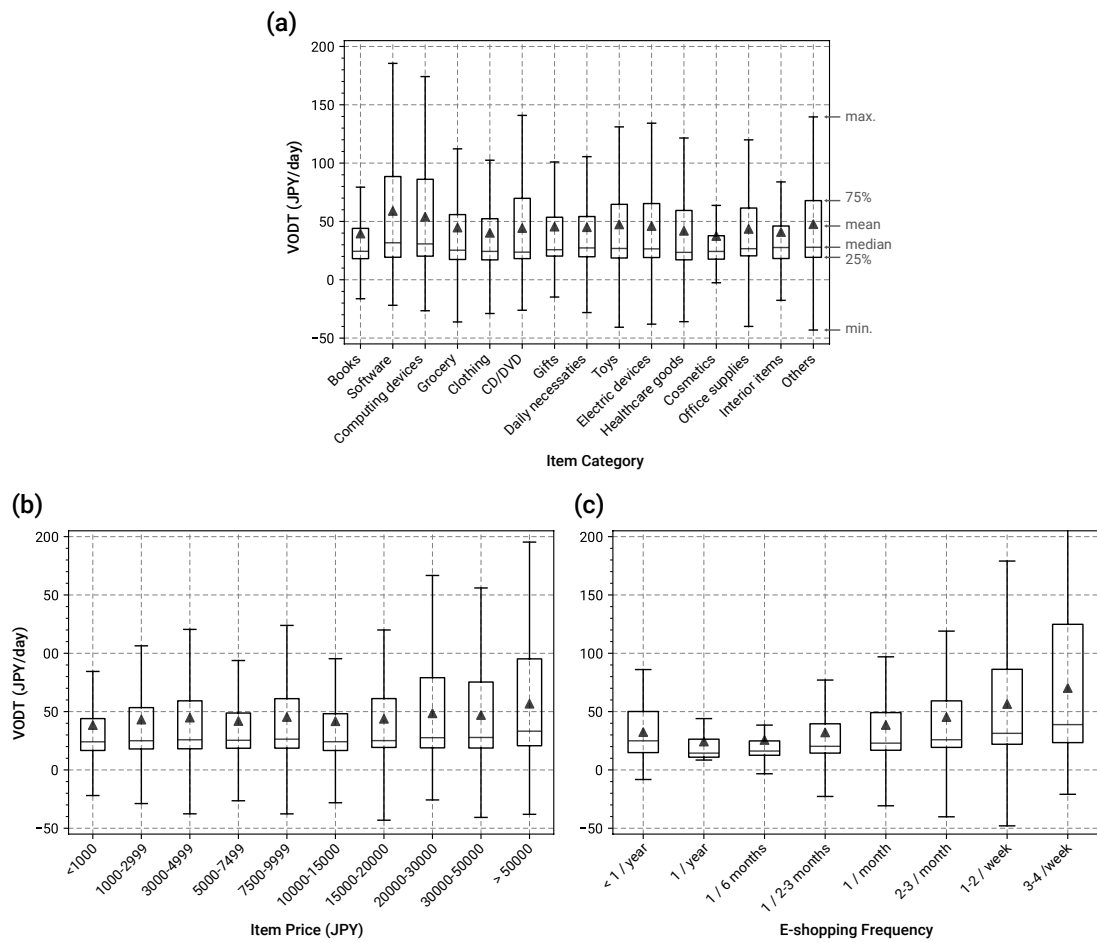 (a)
200
150
100
50
0
−50
VODT (JPY/day)
max.
75%
mean
median
25%
min.
Books
Software
Computing devices
Grocery
Clothing
CD/DVD
Gifts
Daily necessaties
Toys
Electric devices
Healthcare goods
Cosmetics
Office supplies
Interior items
Others
Item Category
(b)
200
50
00
50
0
−50
VODT (JPY/day)
<1000
1000-2999
3000-4999
5000-7499
7500-9999
10000-15000
15000-20000
20000-30000
30000-50000
> 50000
Item Price (JPY)
(c)
200
150
100
50
0
−50
< 1 / year
1 / year
1 / 6 months
1 / 2-3 months
1 / month
2-3 / month
1-2 / week
3-4 /week
E-shopping Frequency